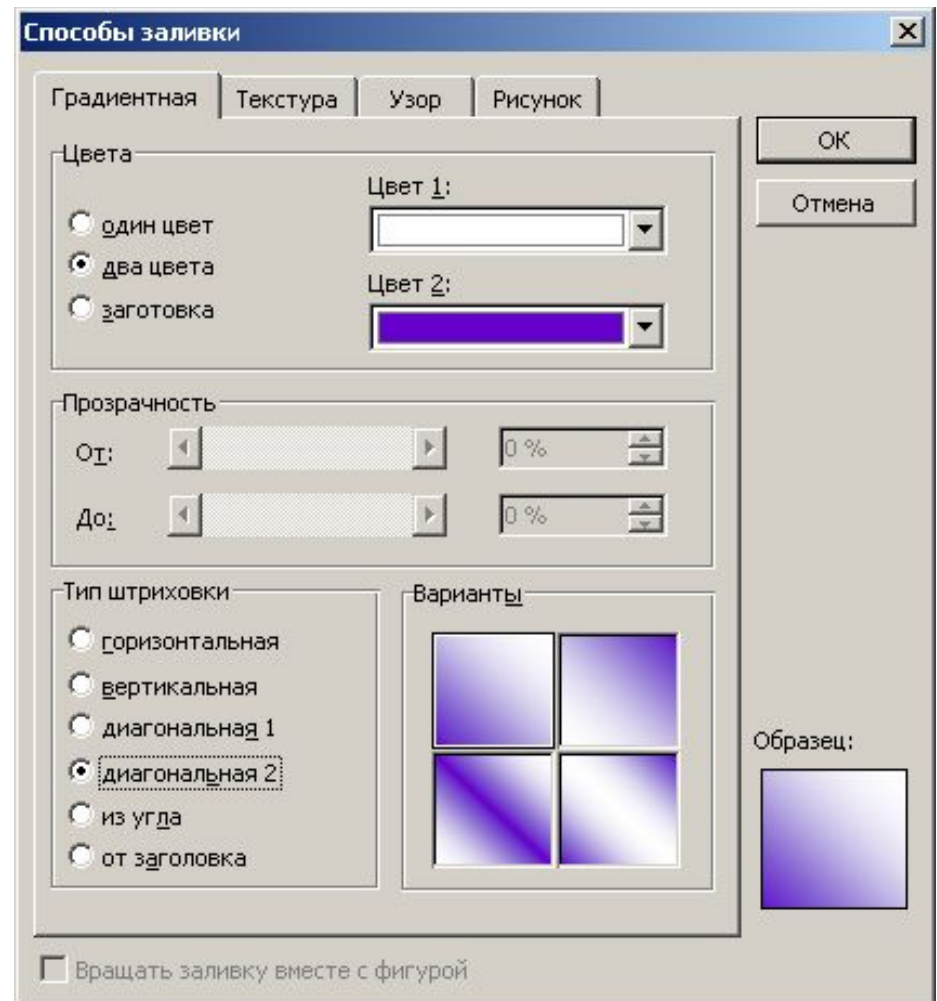 Способы заливки
Градиентная Текстура Узор Рисунок
Цвета
один цвет
два цвета
заготовка
Цвет 1:
Цвет 2:
Прозрачность
От: 0 %
До: 0 %
Тип штриховки
горизонтальная
вертикальная
диагональная 1
диагональная 2
из угла
от заголовка
Варианты
ОК
Отмена
Образец:
Вращать заливку вместе с фигурой